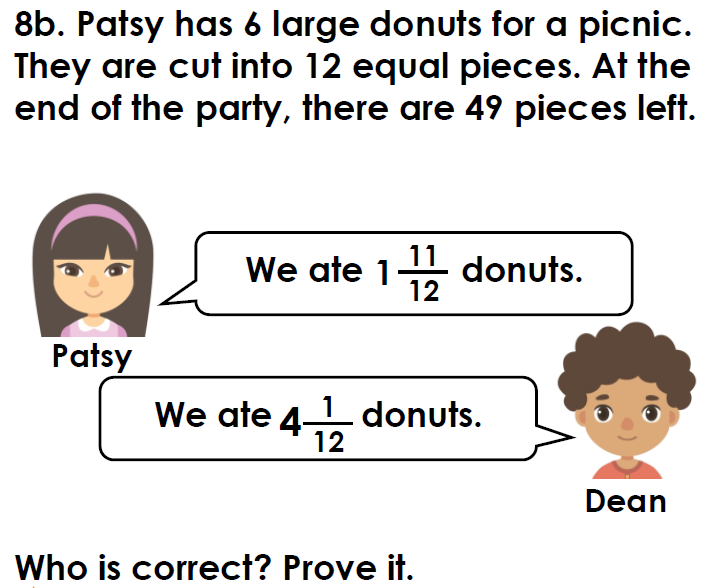 8b. Patsy has 6 large donuts for a picnic.
They are cut into 12 equal pieces. At the
end of the party, there are 49 pieces left.
We ate 1 11/12 donuts.
Patsy
We ate 4 1/12 donuts.
Dean
Who is correct? Prove it.